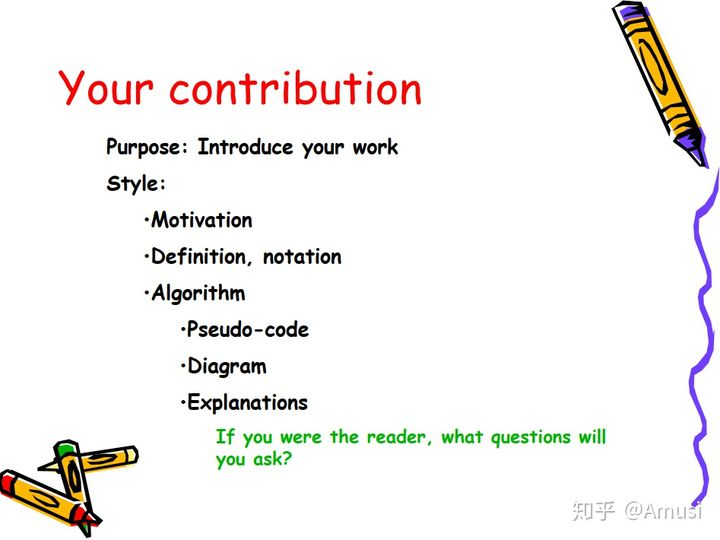 Your contribution
Purpose: Introduce your work
Style:
•Motivation
•Definition, notation
•Algorithm
•Pseudo-code
•Diagram
•Explanations
If you were the reader, what questions will
you ask?
知乎 @Amusi